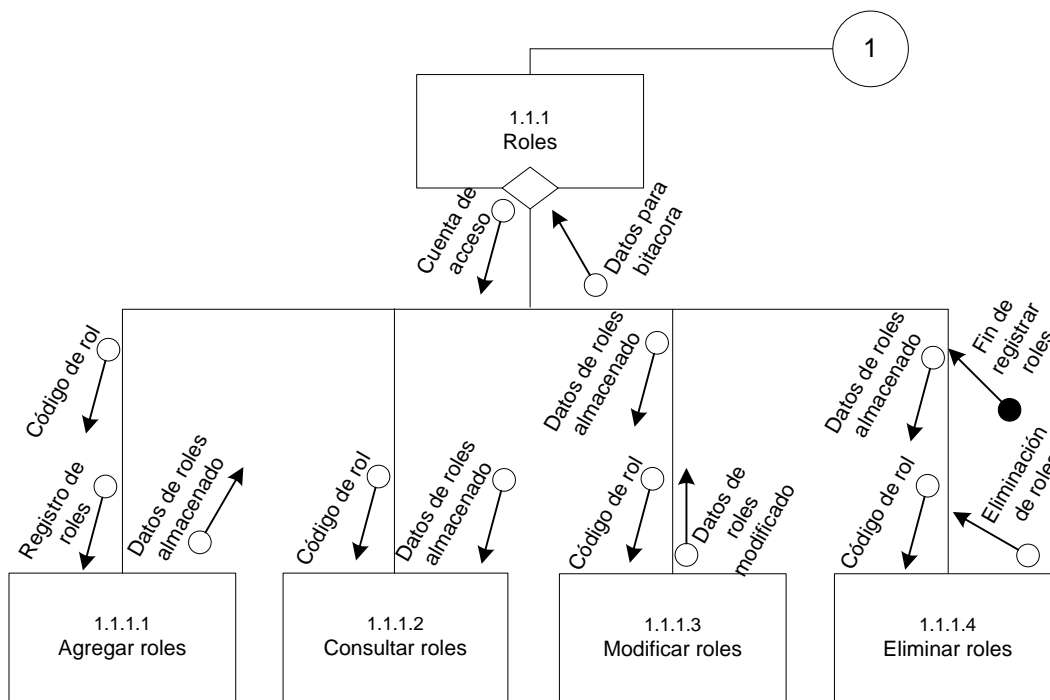 1
1.1.1
Roles
Cuenta de
acceso
Datos para
bitacora
Código de rol
Registro de
roles
Datos de roles
almacenado
Código de rol
Datos de roles
almacenado
Datos de roles
almacenado
Código de rol
Datos de
roles
modificado
Datos de roles
almacenado
Fin de
registrar
roles
Código de rol
Eliminación
de roles
1.1.1.1
Agregar roles
1.1.1.2
Consultar roles
1.1.1.3
Modificar roles
1.1.1.4
Eliminar roles